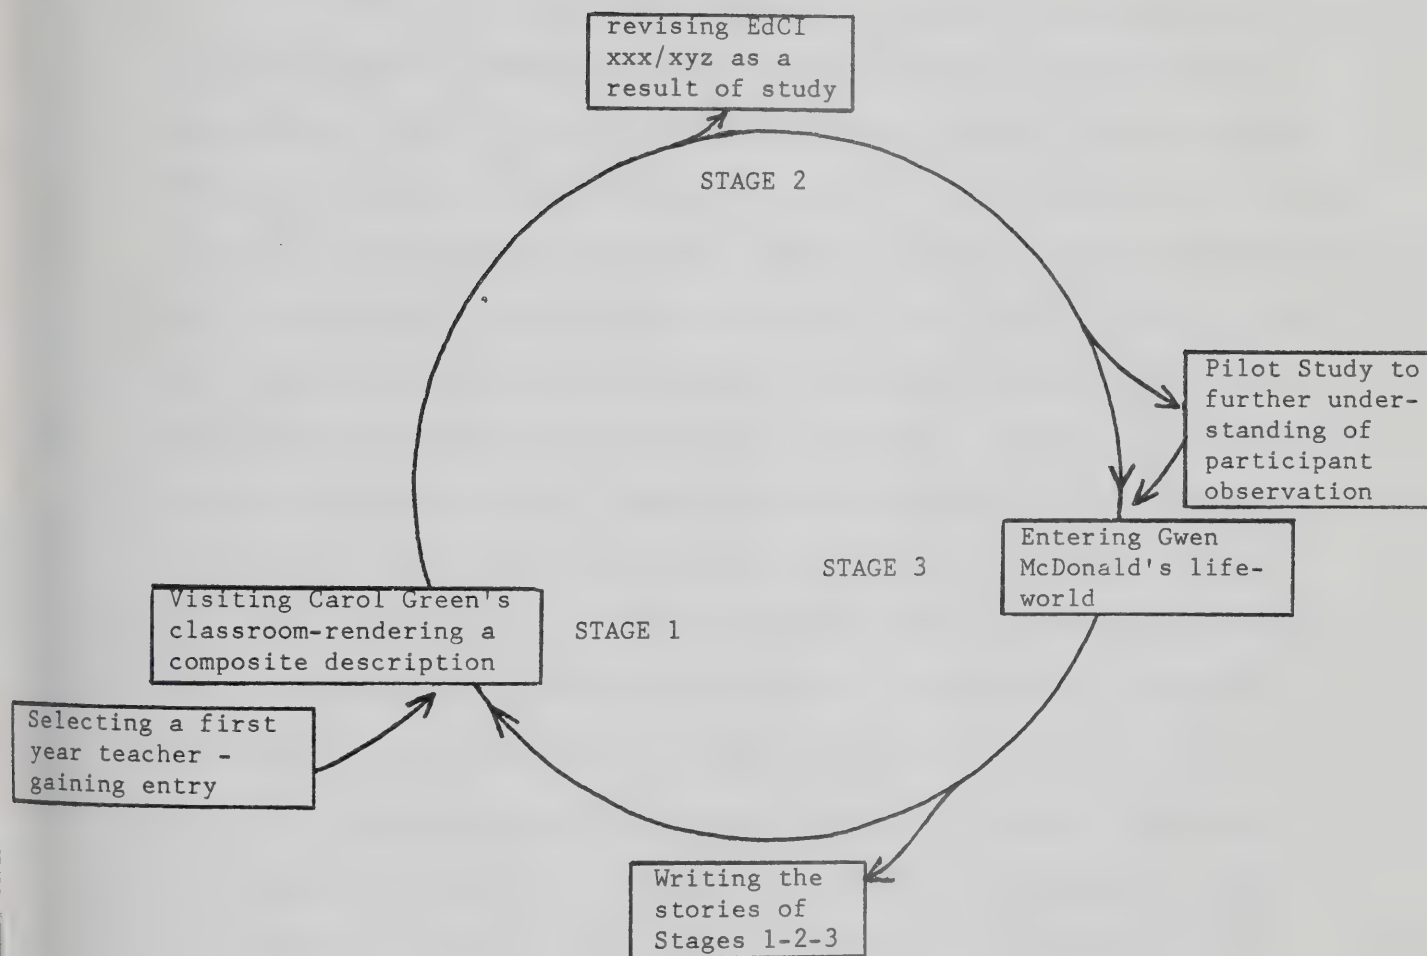 revising EdCI
xxx/xyz as a
result of study
STAGE 2
Pilot Study to
further under-
standing of
participant
observation
Entering Gwen
McDonald's life-
world
STAGE 3
Visiting Carol Green's
classroom-rendering a
composite description
STAGE 1
Selecting a first
year teacher -
gaining entry
Writing the
stories of
Stages 1-2-3